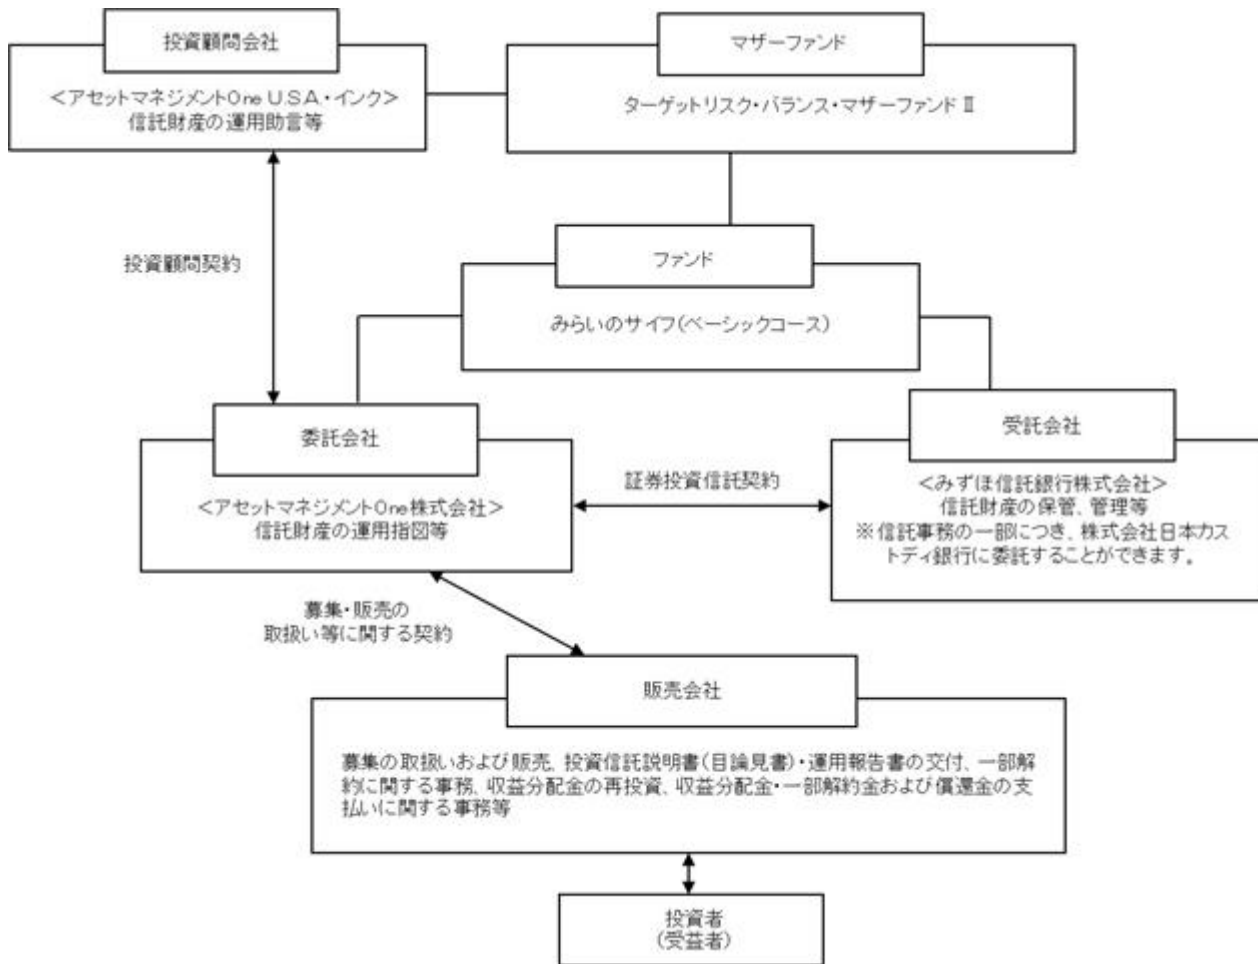 投資顧問会社
<アセットマネジメントOne U.S.A.・インク>
信託財産の運用助言等
マザーファンド
ターゲットリスク・バランス・マザーファンドⅡ
投資顧問契約
ファンド
みらいのサイフ(ベーシックコース)
委託会社
<アセットマネジメントOne株式会社>
信託財産の運用指図等
証券投資信託契約
受託会社
<みずほ信託銀行株式会社>
信託財産の保管、管理等
※信託事務の一部につき、株式会社日本カス
トディ銀行に委託することができます。
募集・販売の
取扱い等に関する契約
販売会社
募集の取扱いおよび販売、投資信託説明書(目論見書)・運用報告書の交付、一部解
約に関する事務、収益分配金の再投資、収益分配金・一部解約金および償還金の支
払いに関する事務等
投資者
(受益者)